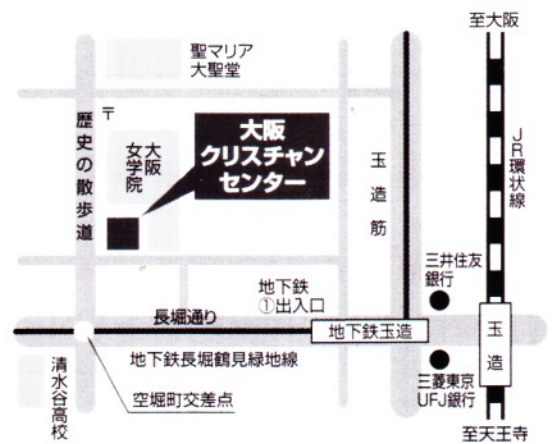 至大阪
聖マリア
大聖堂
〒
大阪
クリスチャン
センター
歴史の散歩道
大阪
女学院
玉造筋
JR環状線
三井住友
銀行
地下鉄
①出入口
長堀通り
地下鉄玉造
玉造
地下鉄長堀鶴見緑地線
清水谷高校
空堀町交差点
三菱東京
UFJ銀行
至天王寺